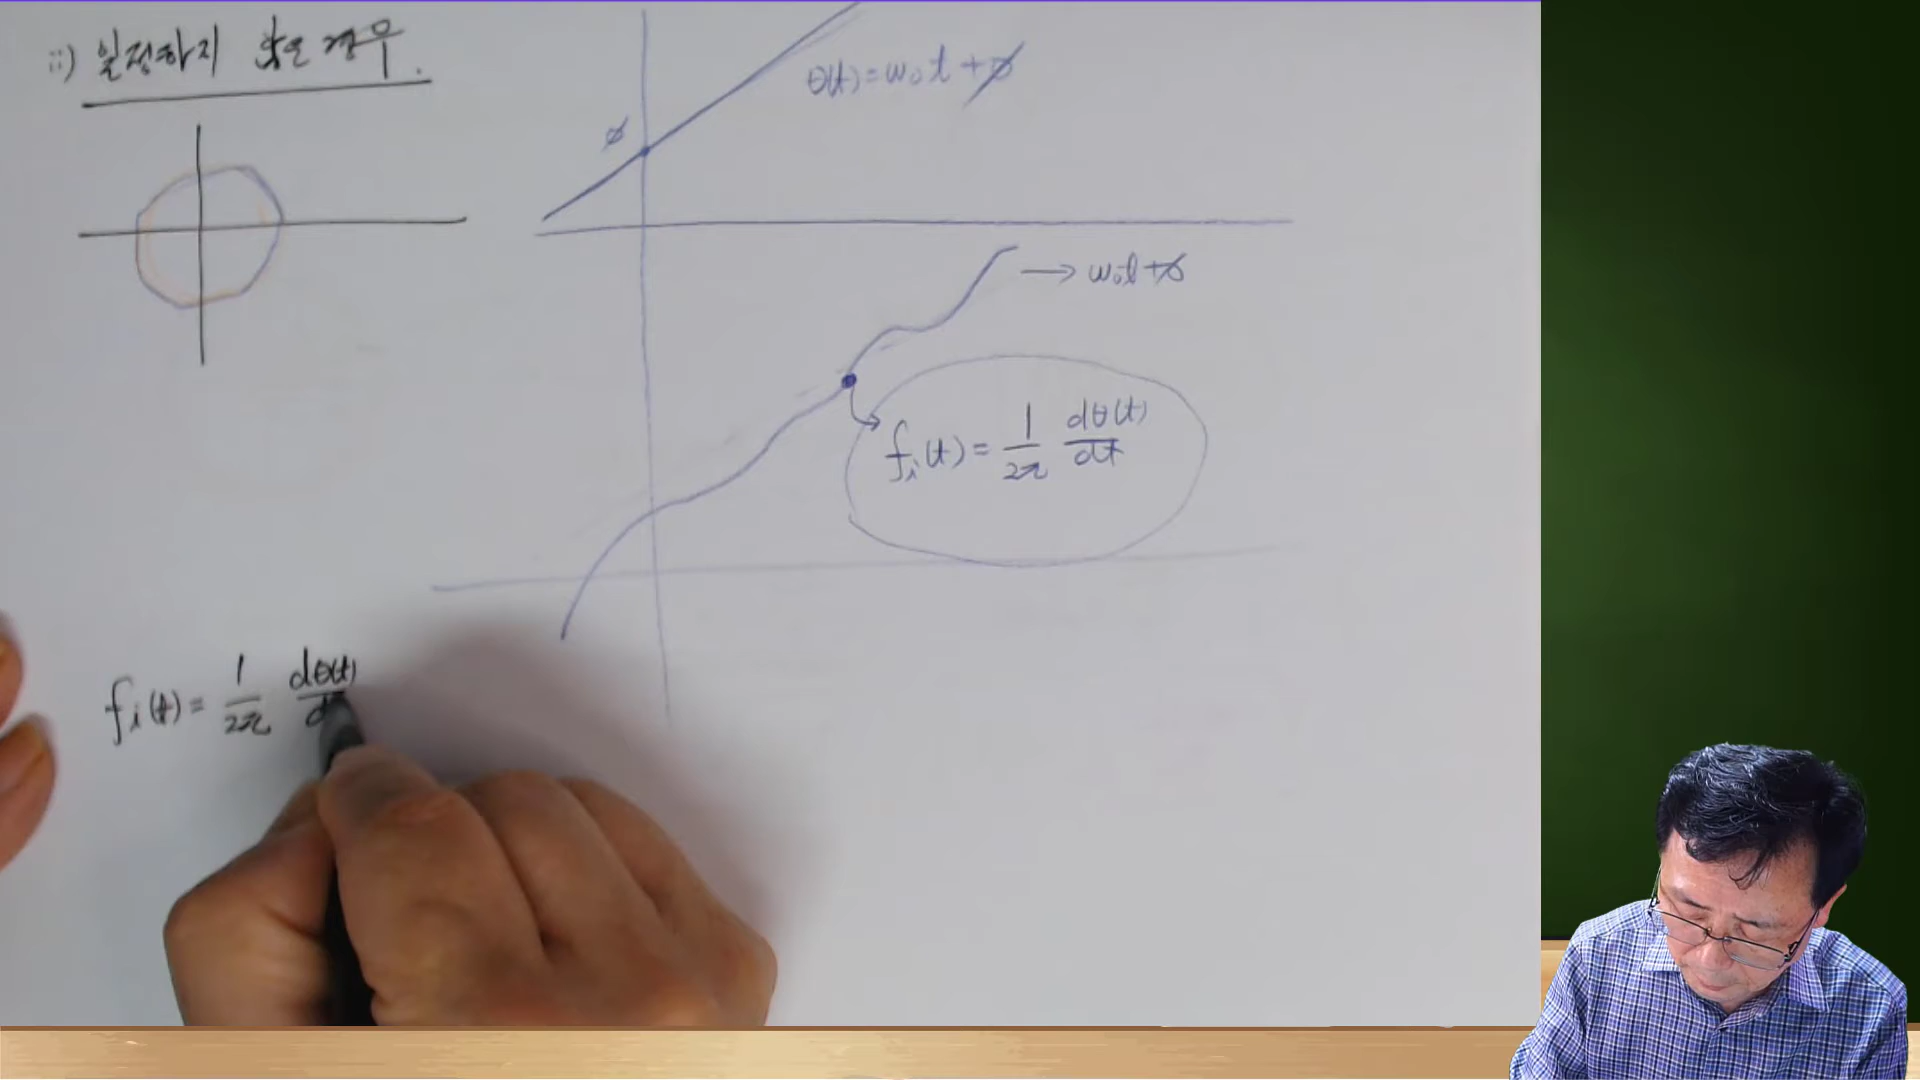 ii) 일정하지 않은 경우.
θ(t) = ω₀t + ϕ
ϕ
→ ω₀t + ϕ
fᵢ(t) = 1/2π dθ(t)/dt
fᵢ(t) = 1/2π dθ(t)/d